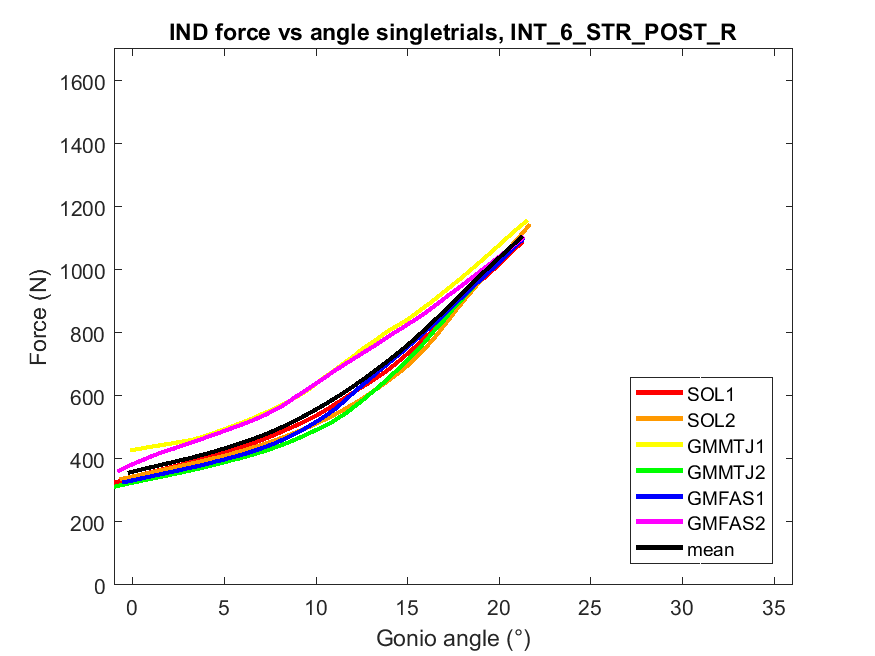 IND force vs angle singletrials, INT_6_STR_POST_R
1600
1400
1200
1000
800
600
400
200
0
Force (N)
0 5 10 15 20 25 30 35
Gonio angle (°)
SOL1
SOL2
GMMTJ1
GMMTJ2
GMFAS1
GMFAS2
mean